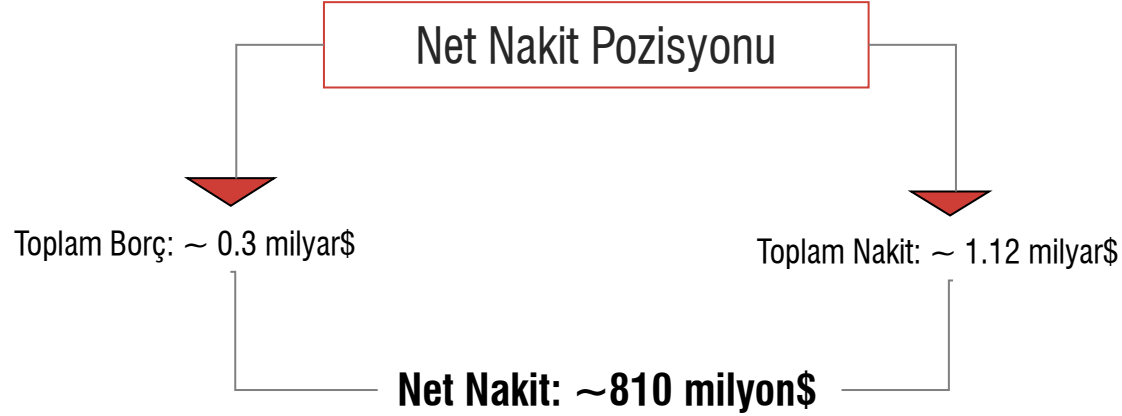 Net Nakit Pozisyonu
Toplam Borç: ~ 0.3 milyar$
Toplam Nakit: ~ 1.12 milyar$
Net Nakit: ~810 milyon$